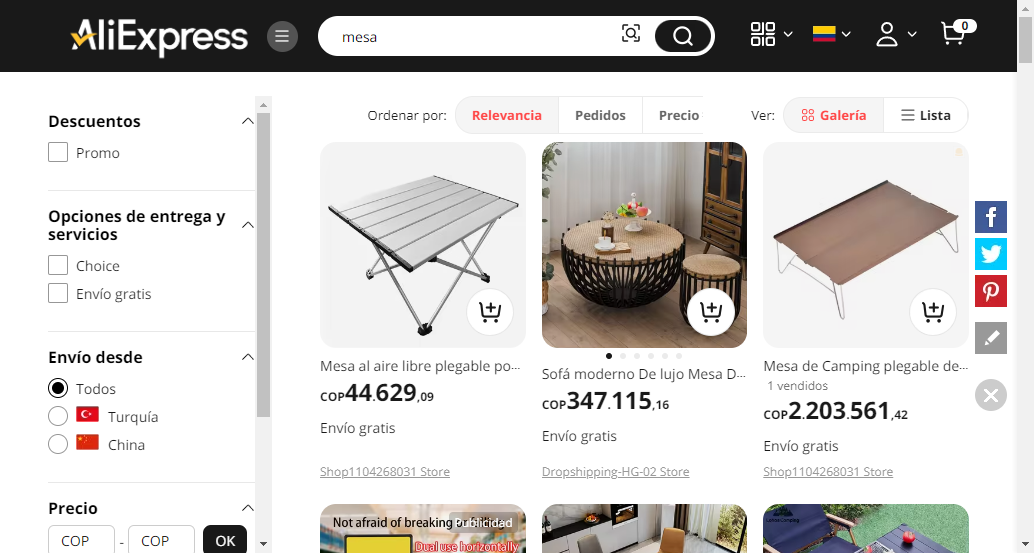 AliExpress
mesa
0
Descuentos
Promo
Opciones de entrega y
servicios
Choice
Envío gratis
Envío desde
Todos
Turquía
China
Precio
COP - COP OK
Ordenar por: Relevancia Pedidos Precio
Ver: Galería Lista
Mesa al aire libre plegable po...
COP44.629,09
Envío gratis
Shop1104268031 Store
Sofá moderno De lujo Mesa D...
COP347.115,16
Envío gratis
Dropshipping-HG-02 Store
Mesa de Camping plegable de...
1 vendidos
COP2.203.561,42
Envío gratis
Shop1104268031 Store
Not afraid of breaking
Publicidad
Dual use horizontally